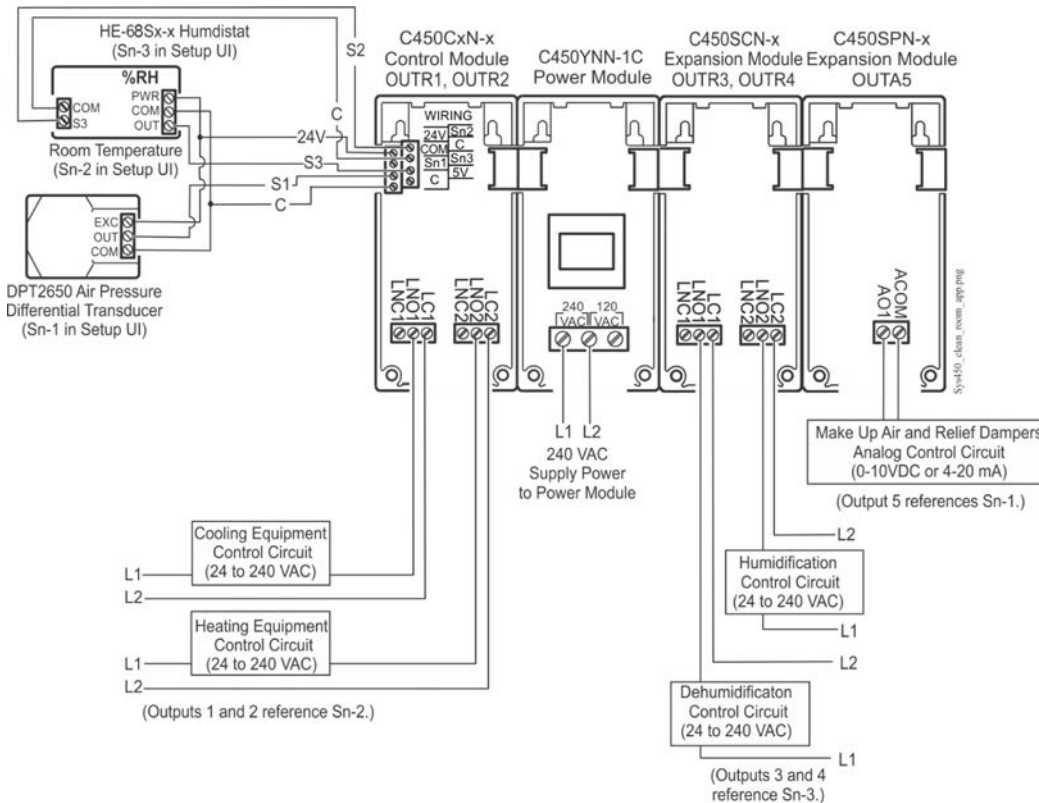 HE-68Sx-x Humdistat
(Sn-3 in Setup UI)
%RH
PWR
COM
OUT
COM
S3
Room Temperature
(Sn-2 in Setup UI)
EXC
OUT
COM
DPT2650 Air Pressure
Differential Transducer
(Sn-1 in Setup UI)
S2
C
24V
S3
S1
C
C450CxN-x
Control Module
OUTR1, OUTR2
WIRING
24V Sn2
COM C
Sn1 Sn3
C 5V
LNC1
LNO1
LC1
LNC2
LNO2
LC2
C450YNN-1C
Power Module
240 VAC
120 VAC
L1 L2
240 VAC
Supply Power
to Power Module
C450SCN-x
Expansion Module
OUTR3, OUTR4
LNC1
LNO1
LC1
LNC2
LNO2
LC2
C450SPN-x
Expansion Module
OUTA5
AO1
ACOM
Sys450_clean_room_app.png
Make Up Air and Relief Dampers
Analog Control Circuit
(0-10VDC or 4-20 mA)
(Output 5 references Sn-1.)
Cooling Equipment
Control Circuit
(24 to 240 VAC)
L1
L2
Heating Equipment
Control Circuit
(24 to 240 VAC)
L1
L2
(Outputs 1 and 2 reference Sn-2.)
L2
Humidification
Control Circuit
(24 to 240 VAC)
L1
L2
Dehumidificaton
Control Circuit
(24 to 240 VAC)
L1
(Outputs 3 and 4
reference Sn-3.)